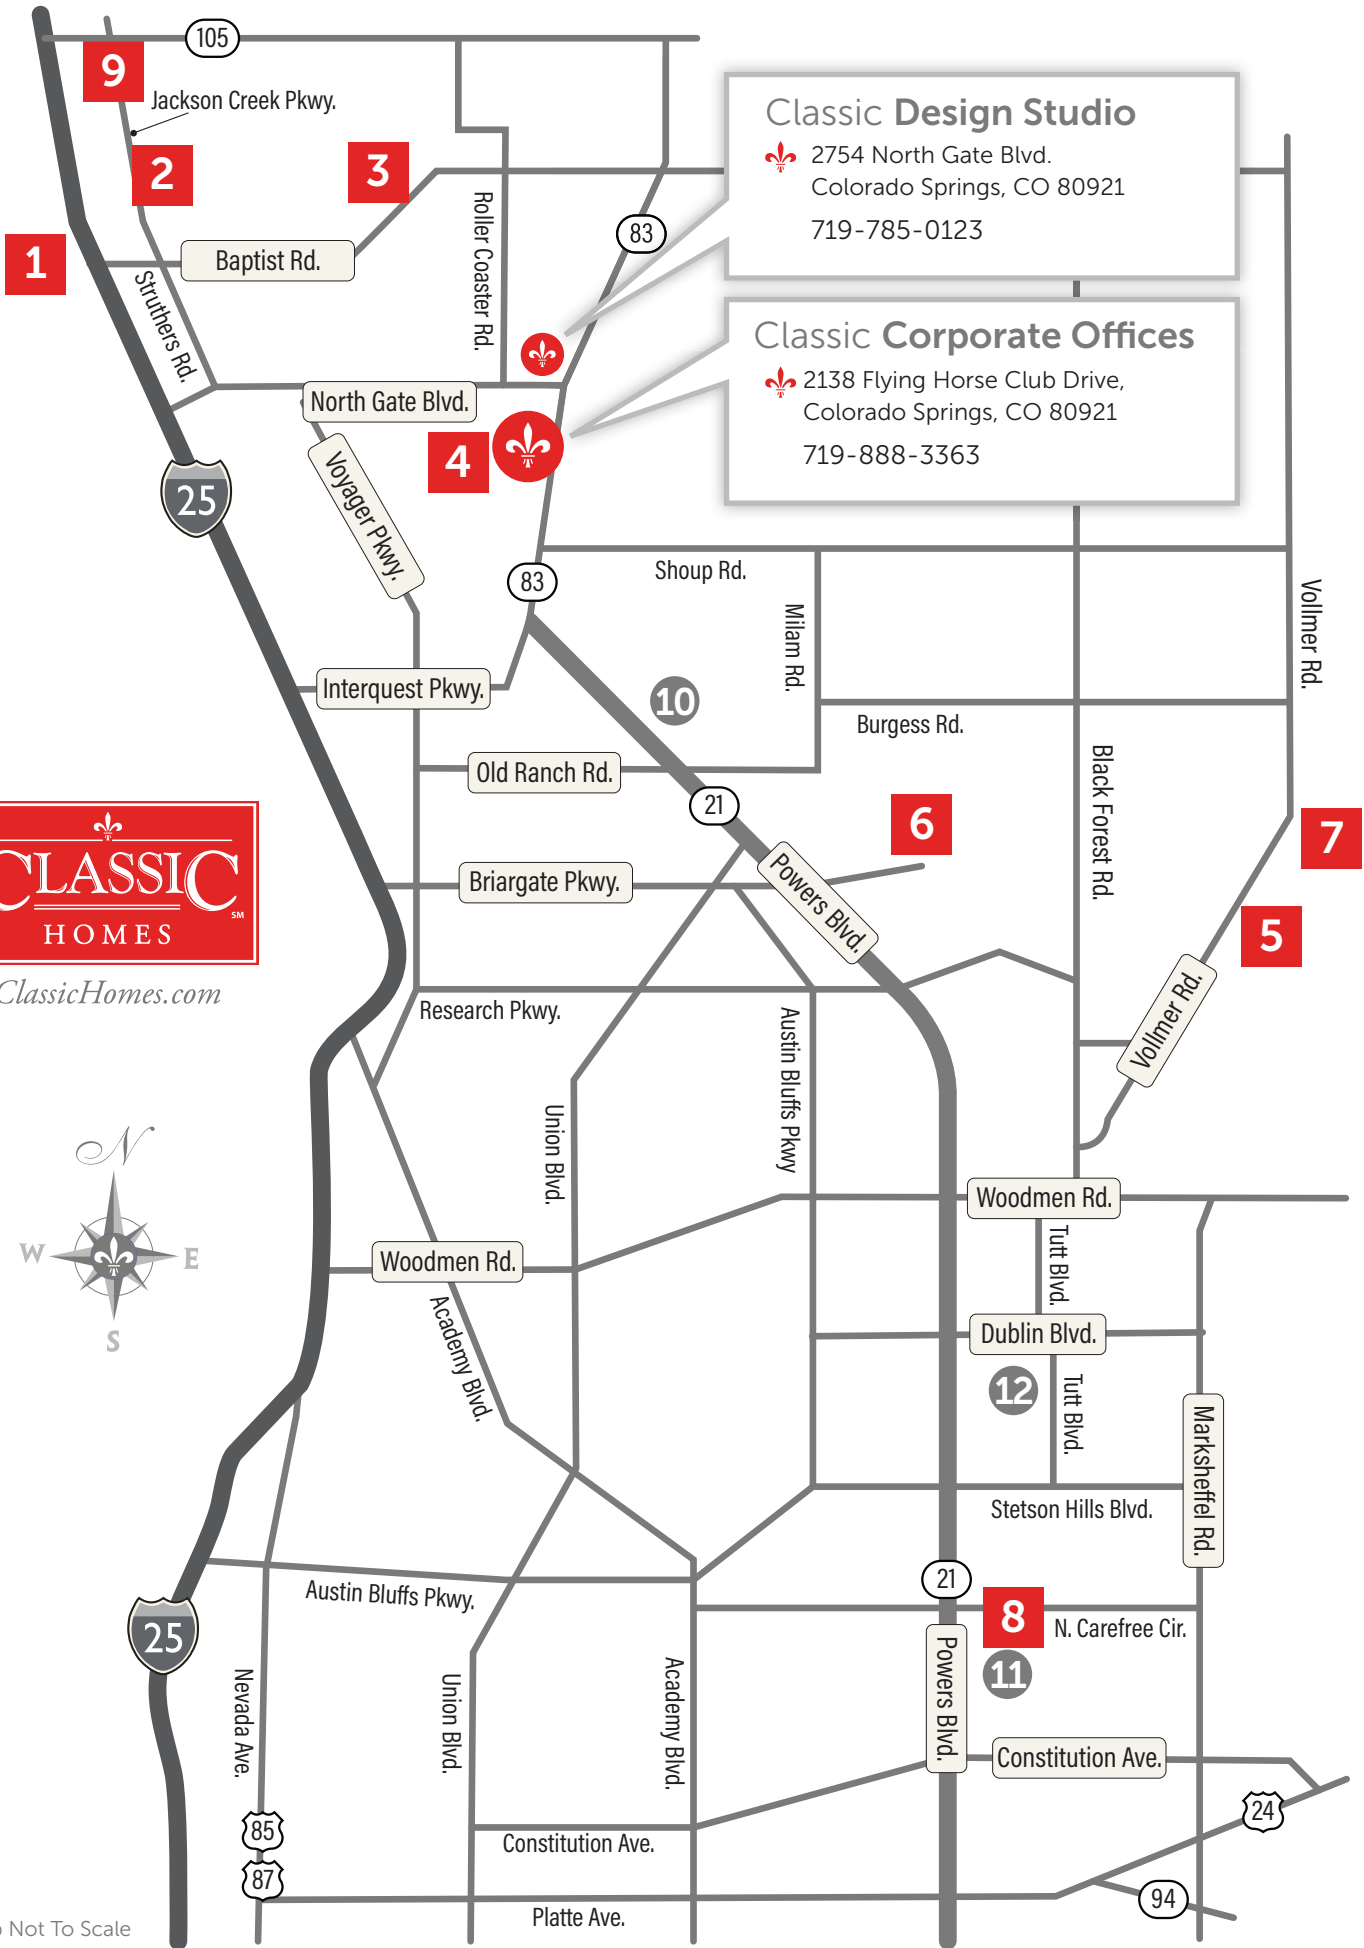 105
9
Jackson Creek Pkwy.
Classic Design Studio
2754 North Gate Blvd.
Colorado Springs, CO 80921
719-785-0123
2
3
Roller Coaster Rd.
83
1
Baptist Rd.
Struthers Rd.
Classic Corporate Offices
2138 Flying Horse Club Drive,
Colorado Springs, CO 80921
719-888-3363
North Gate Blvd.
4
25
Voyager Pkwy.
83
Shoup Rd.
Milam Rd.
Vollmer Rd.
Interquest Pkwy.
10
Burgess Rd.
Old Ranch Rd.
Black Forest Rd.
21
6
7
CLASSIC
SM
HOMES
ClassicHomes.com
Briargate Pkwy.
Powers Blvd.
5
Research Pkwy.
Austin Bluffs Pkwy
Vollmer Rd.
Union Blvd.
N
W
E
S
Woodmen Rd.
Woodmen Rd.
Tutt Blvd.
Academy Blvd.
Dublin Blvd.
12
Tutt Blvd.
Marksheffel Rd.
Stetson Hills Blvd.
Austin Bluffs Pkwy.
21
8
N. Carefree Cir.
25
11
Nevada Ave.
Union Blvd.
Academy Blvd.
Powers Blvd.
Constitution Ave.
85
24
Constitution Ave.
87
94
Platte Ave.
Not To Scale